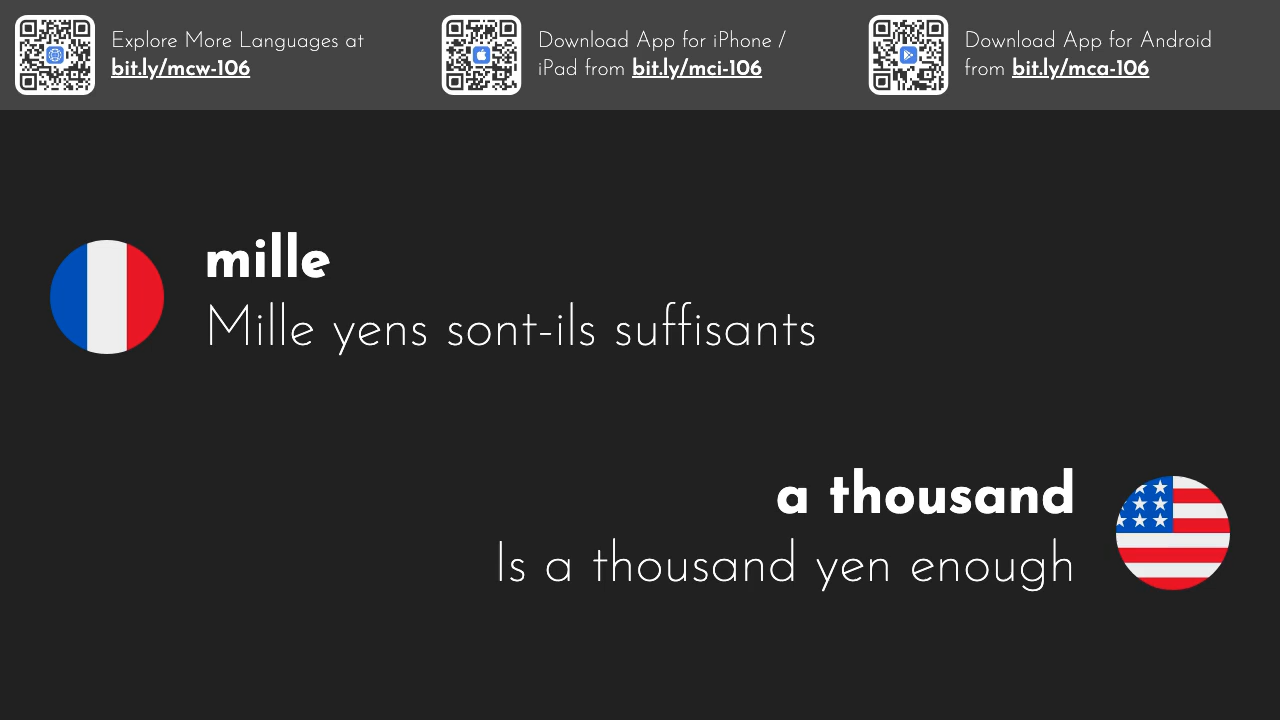 Explore More Languages at
bit.ly/mcw-106
Download App for iPhone /
iPad from bit.ly/mci-106
Download App for Android
from bit.ly/mca-106
mille
Mille yens sont-ils suffisants
a thousand
Is a thousand yen enough